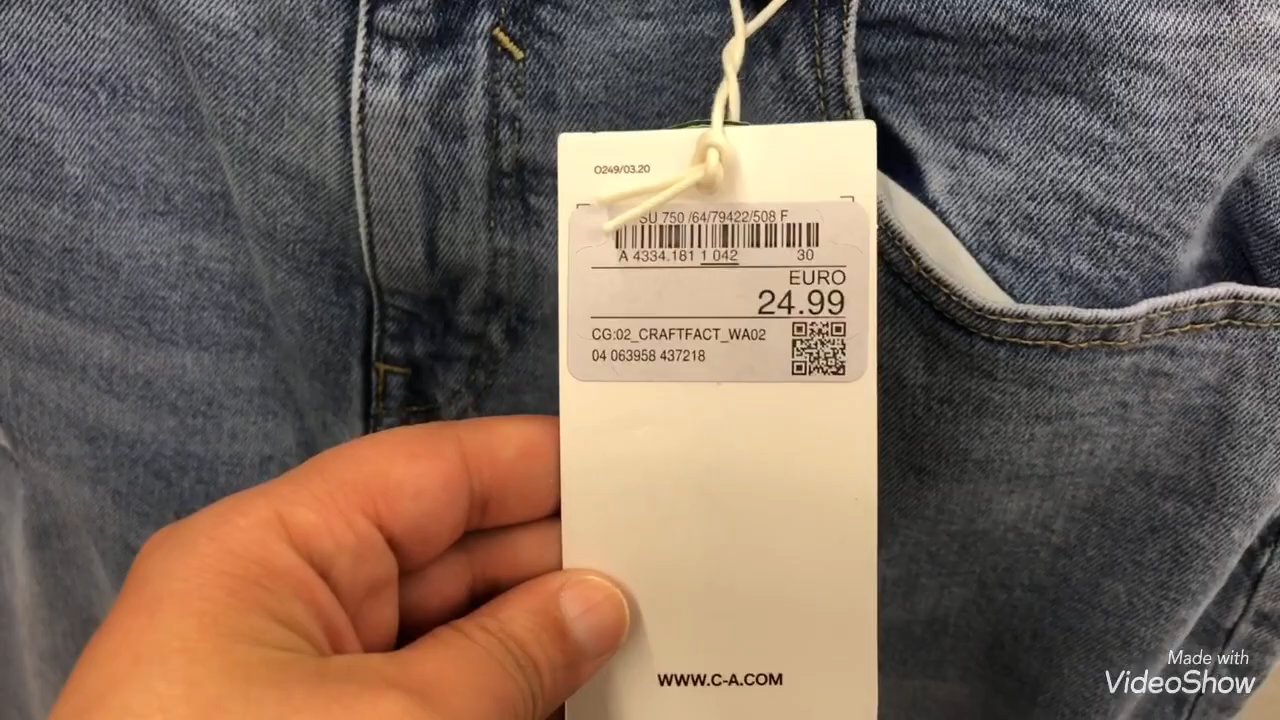 O249/03.20
SU 750 /64/79422/508 F
A 4334.181 1 042 30
EURO
24.99
CG:02_CRAFTFACT_WA02
04 063958 437218
WWW.C-A.COM
Made with
VideoShow